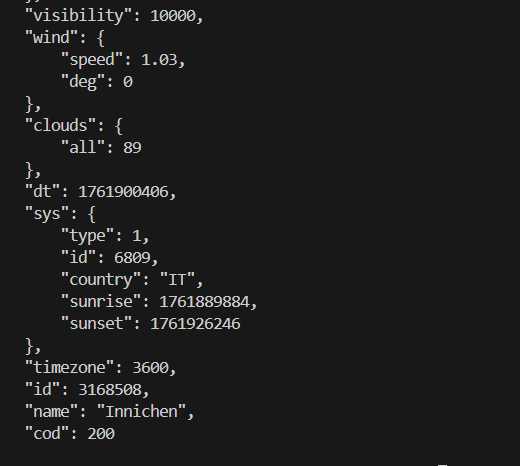 "visibility": 10000,
"wind": {
    "speed": 1.03,
    "deg": 0
},
"clouds": {
    "all": 89
},
"dt": 1761900406,
"sys": {
    "type": 1,
    "id": 6809,
    "country": "IT",
    "sunrise": 1761889884,
    "sunset": 1761926246
},
"timezone": 3600,
"id": 3168508,
"name": "Innichen",
"cod": 200